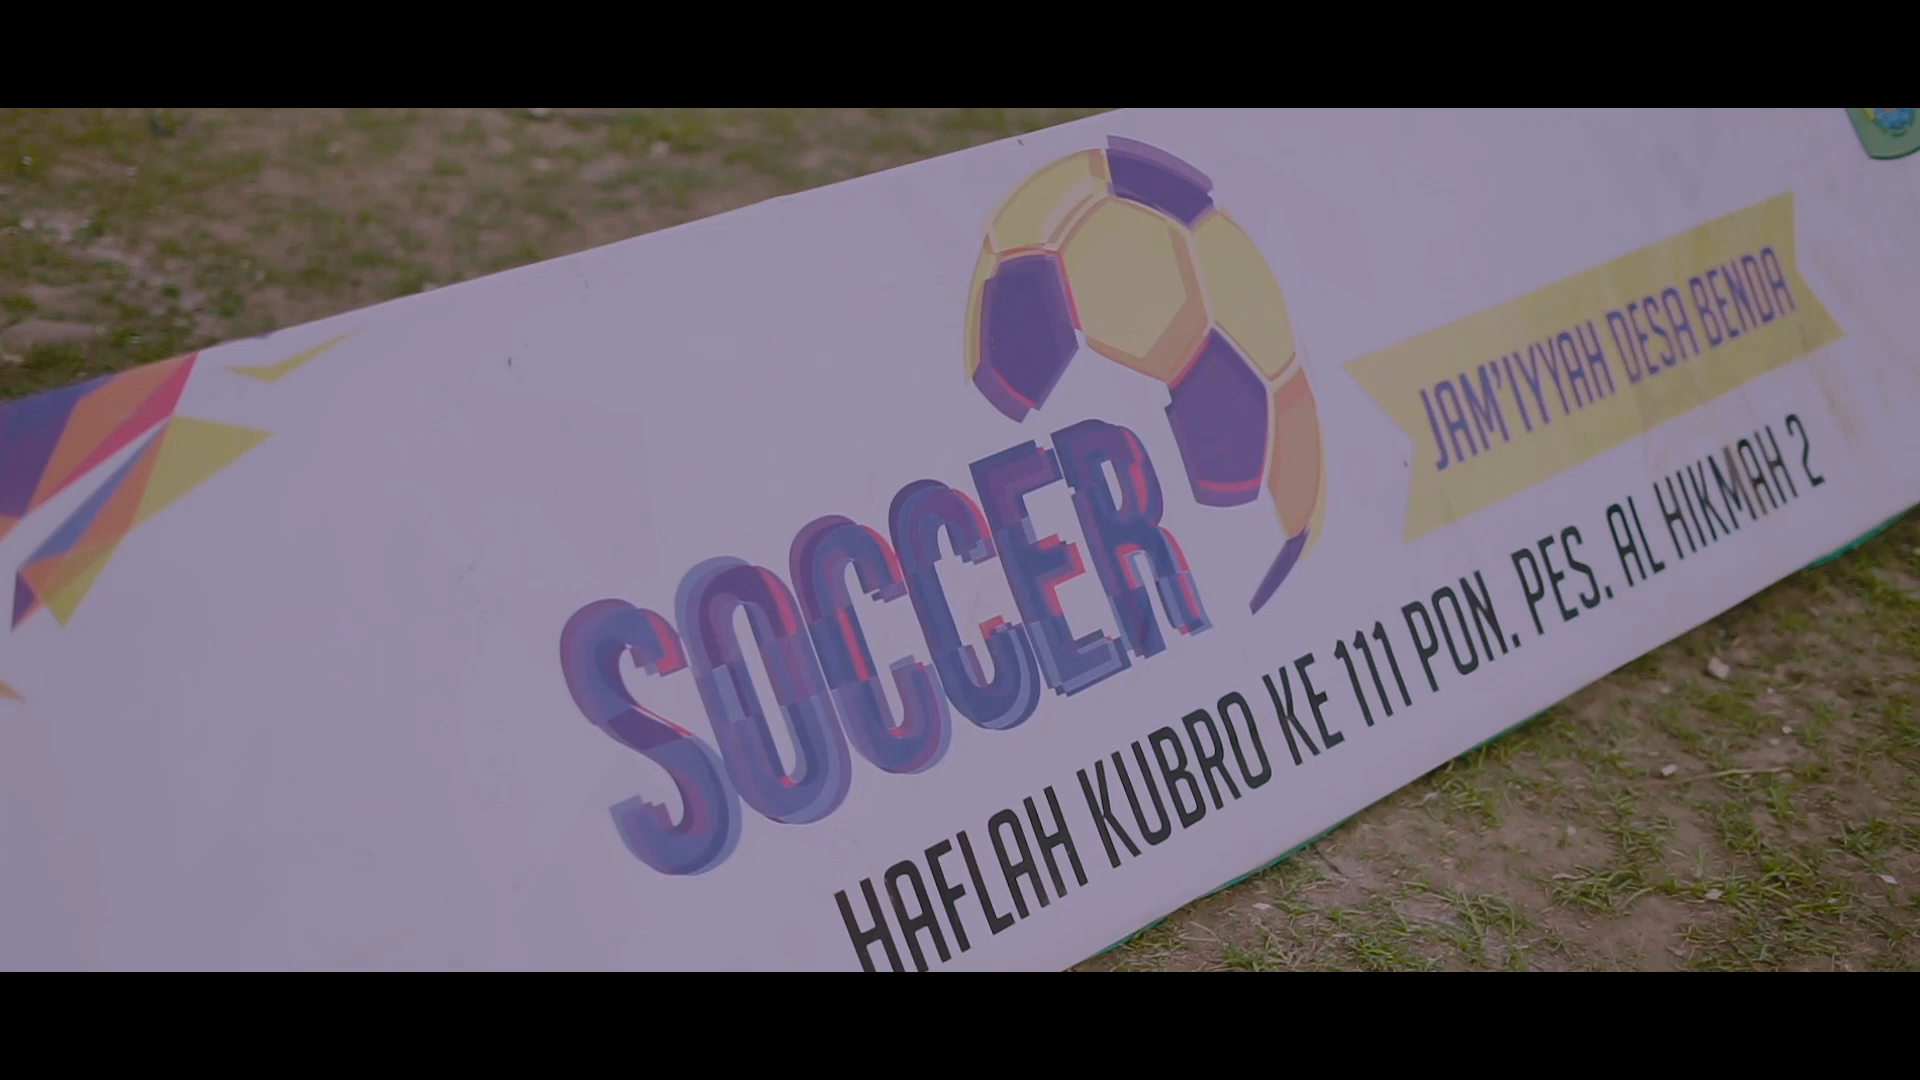 SOCCER
JAM'IYYAH DESA BENDA
HAFLAH KUBRO KE 111 PON. PES. AL HIKMAH 2